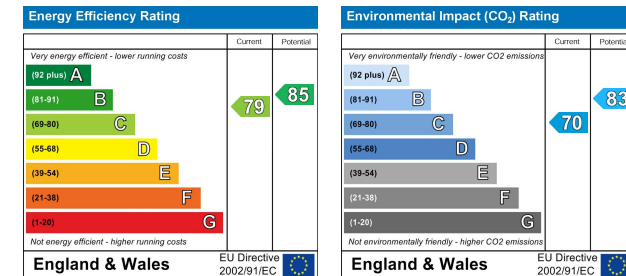 Energy Efficiency Rating
Current Potential
Very energy efficient - lower running costs
(92 plus) A
(81-91) B
(69-80) C
(55-68) D
(39-54) E
(21-38) F
(1-20) G
79
85
Not energy efficient - higher running costs
England & Wales
EU Directive
2002/91/EC
Environmental Impact (CO₂) Rating
Current Potential
Very environmentally friendly - lower CO2 emissions
(92 plus) A
(81-91) B
(69-80) C
(55-68) D
(39-54) E
(21-38) F
(1-20) G
70
83
Not environmentally friendly - higher CO2 emissions
England & Wales
EU Directive
2002/91/EC